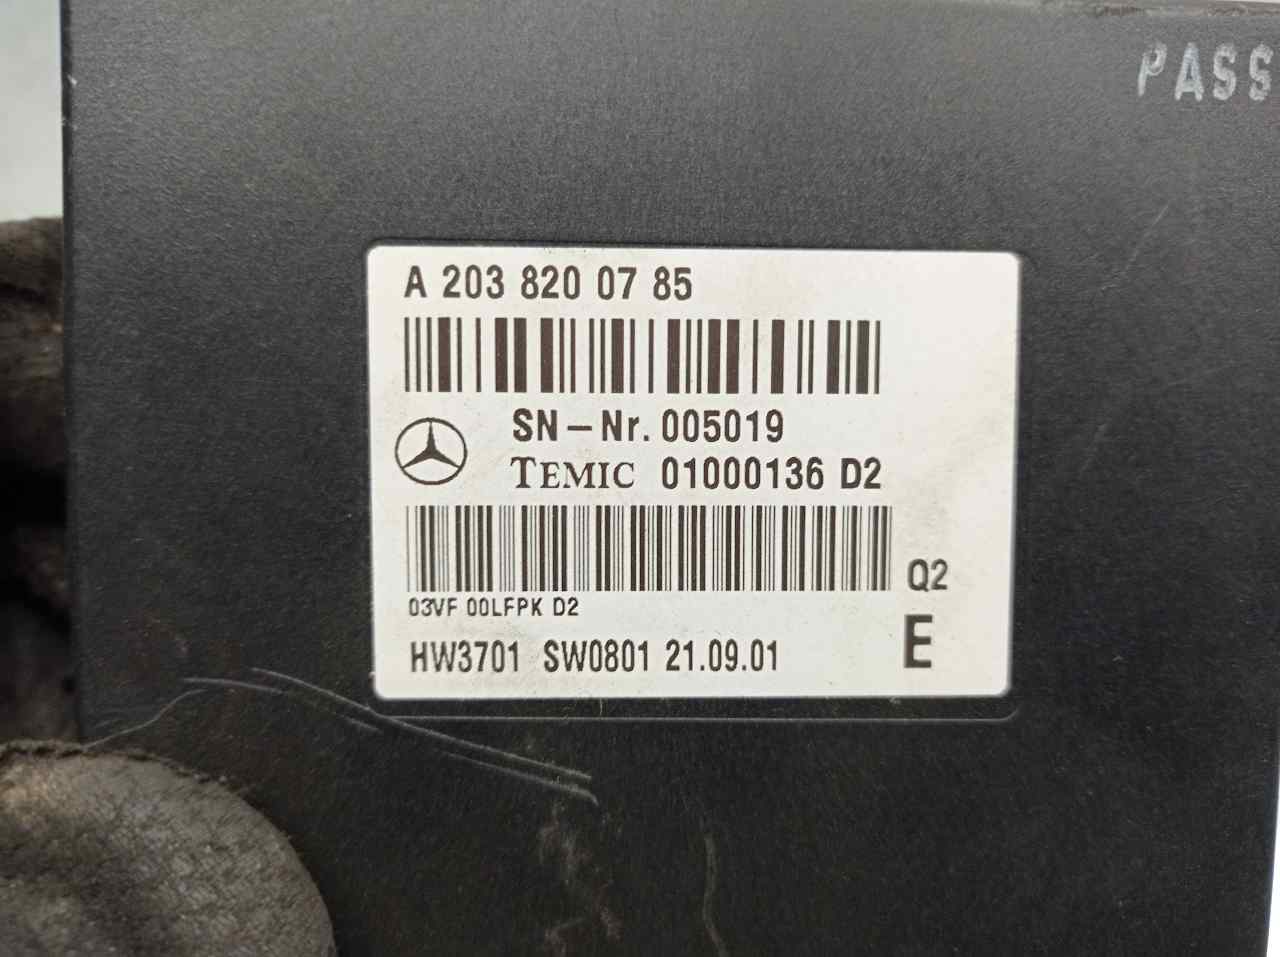 PASS
A 203 820 07 85
SN-Nr. 005019
TEMIC 01000136 D2
Q2
03VF 00LFPK D2
HW3701 SW0801 21.09.01
E